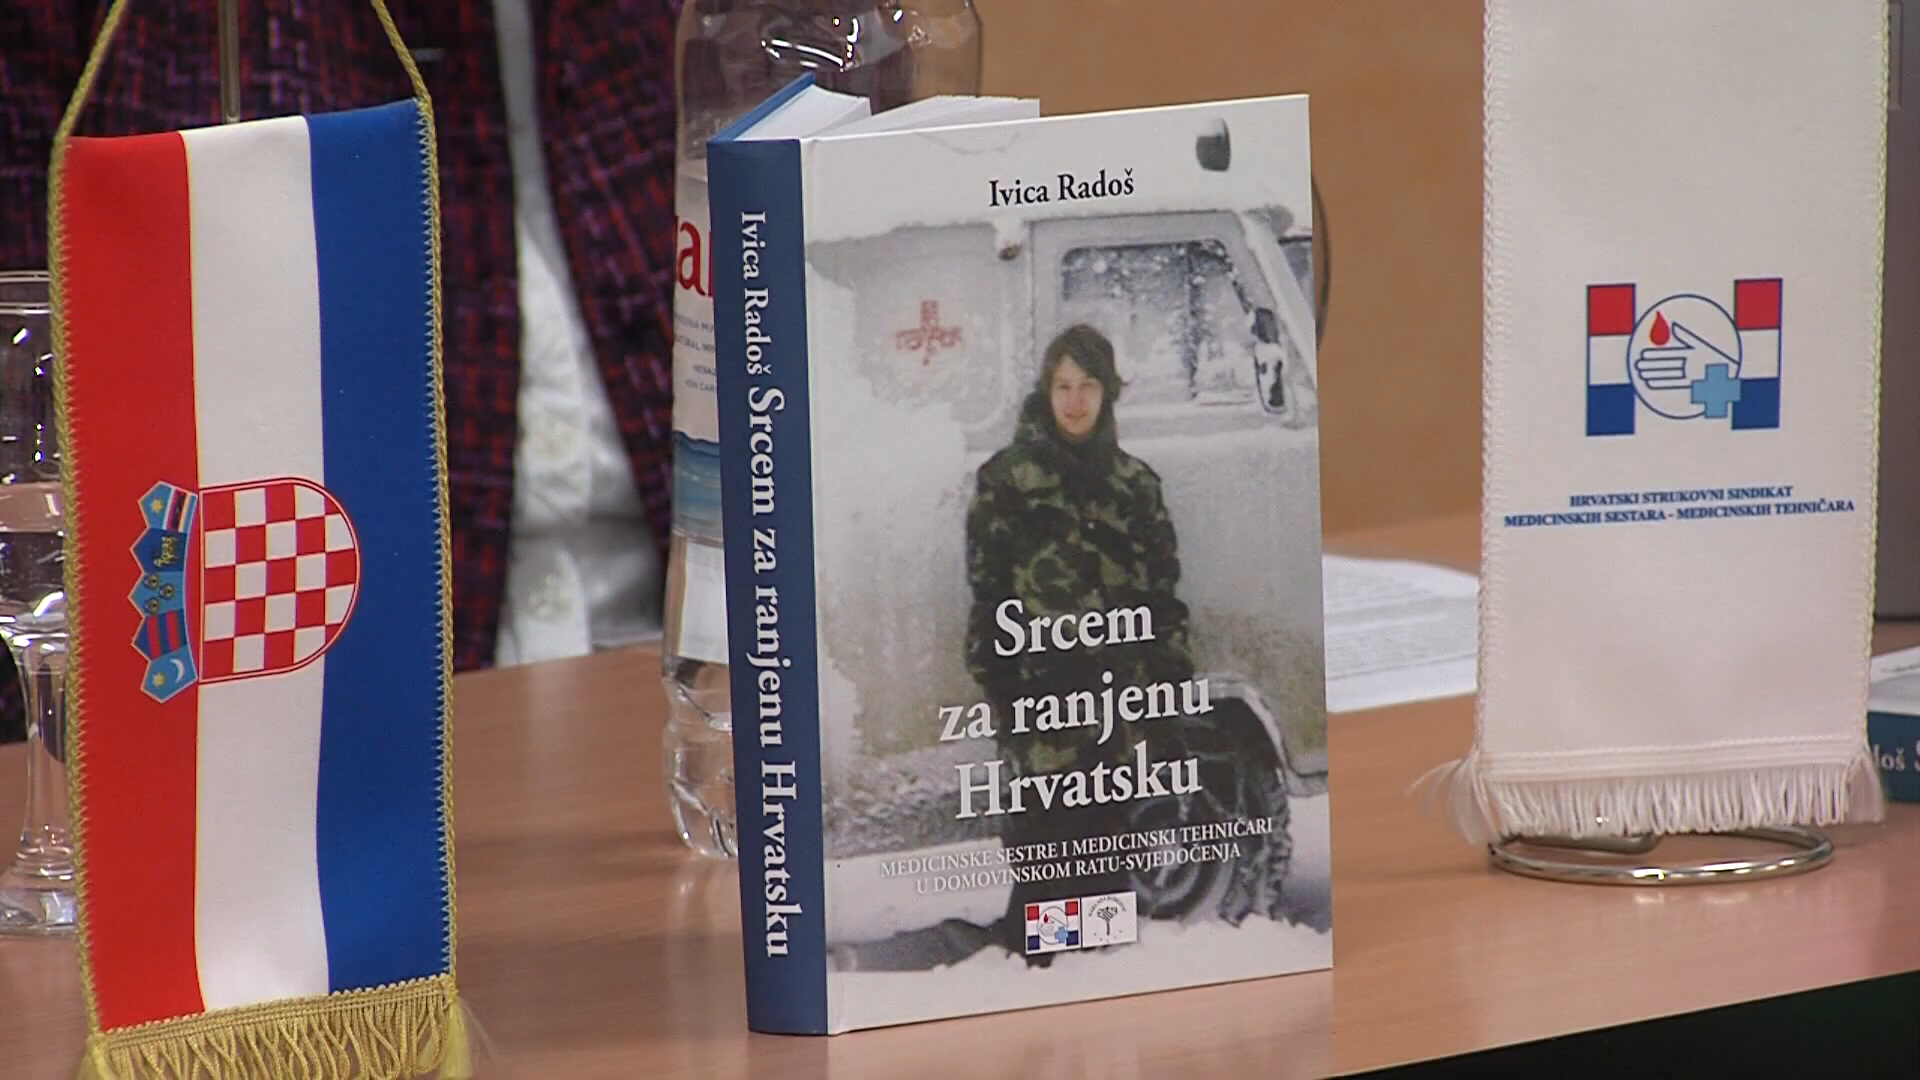 Ivica Radoš
Srcem
za ranjenu
Hrvatsku
MEDICINSKE SESTRE I MEDICINSKI TEHNIČARI
U DOMOVINSKOM RATU-SVJEDOČENJA
Ivica Radoš Srcem za ranjenu Hrvatsku
HRVATSKI STRUKOVNI SINDIKAT
MEDICINSKIH SESTARA - MEDICINSKIH TEHNIČARA